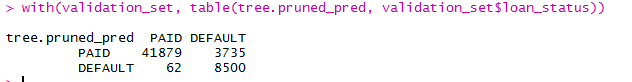 > with(validation_set, table(tree.pruned_pred, validation_set$loan_status))
tree.pruned_pred  PAID DEFAULT
         PAID    41879    3735
         DEFAULT    62    8500
>